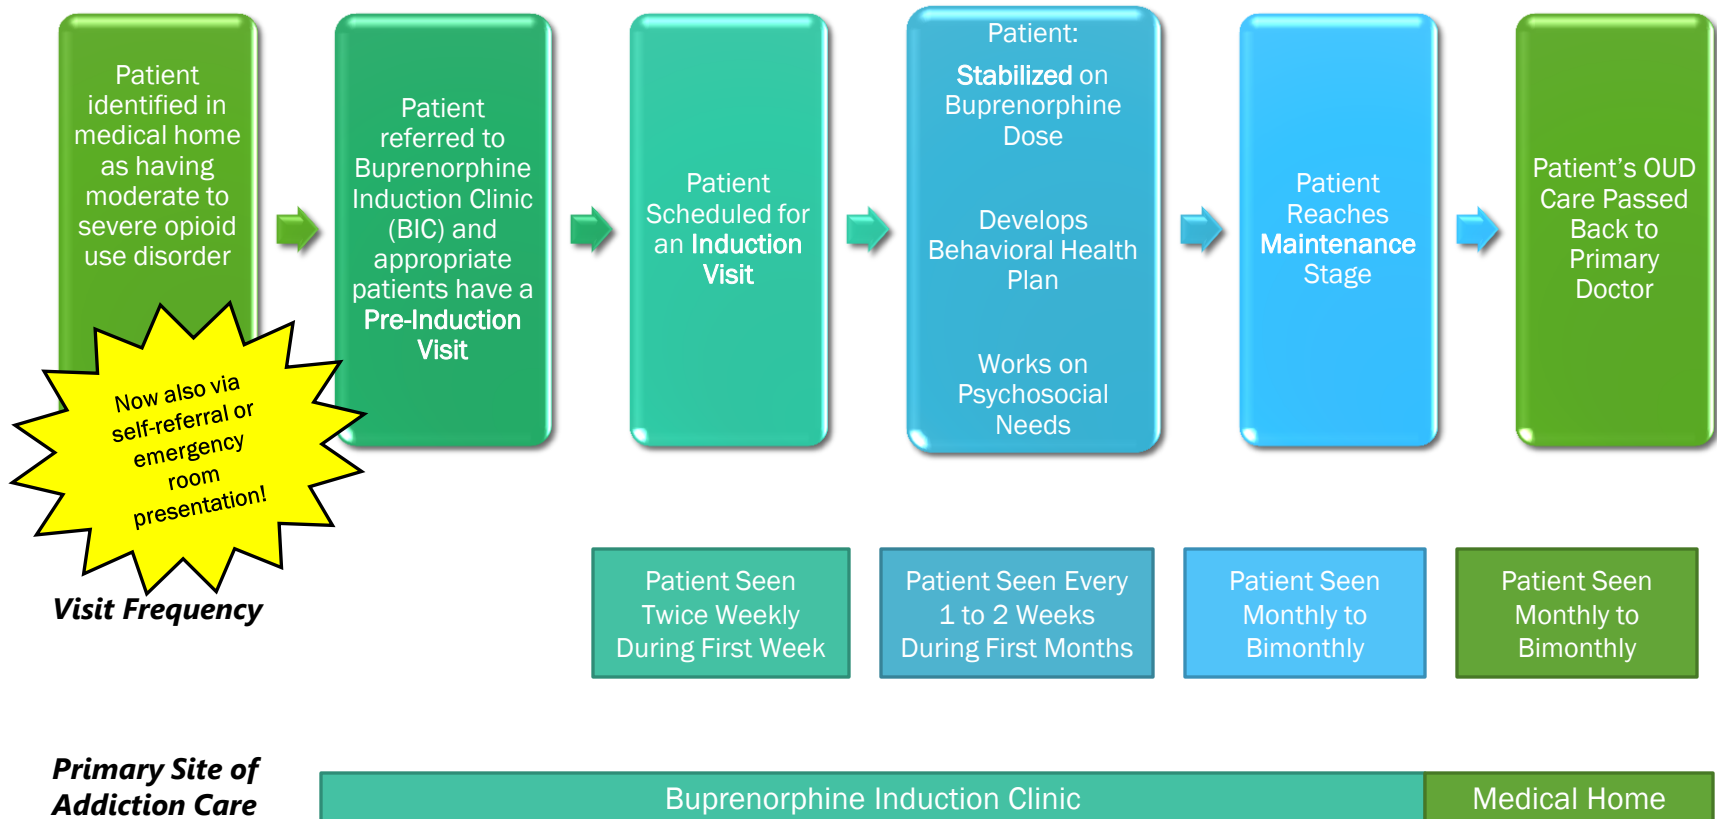 Patient
identified in
medical home
as having
moderate to
severe opioid
use disorder
Now also via
self-referral or
emergency
room
presentation!
Patient
referred to
Buprenorphine
Induction Clinic
(BIC) and
appropriate
patients have a
Pre-Induction
Visit
Patient
Scheduled for
an Induction
Visit
Patient:
Stabilized on
Buprenorphine
Dose
Develops
Behavioral Health
Plan
Works on
Psychosocial
Needs
Patient
Reaches
Maintenance
Stage
Patient’s OUD
Care Passed
Back to
Primary
Doctor
Visit Frequency
Patient Seen
Twice Weekly
During First Week
Patient Seen Every
1 to 2 Weeks
During First Months
Patient Seen
Monthly to
Bimonthly
Patient Seen
Monthly to
Bimonthly
Primary Site of
Addiction Care
Buprenorphine Induction Clinic
Medical Home